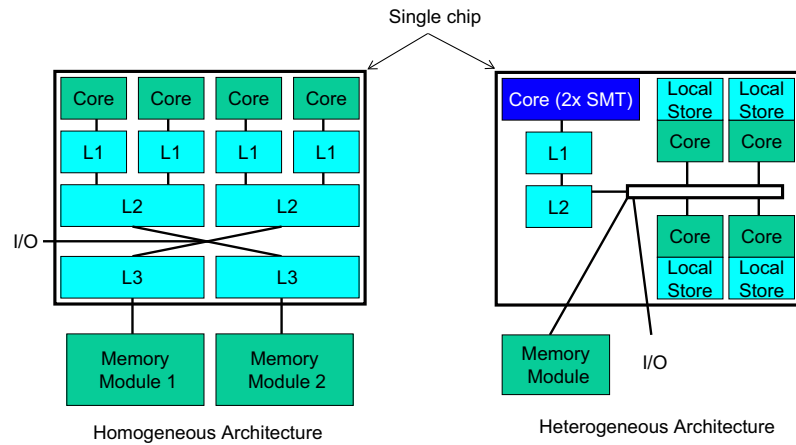 Single chip
Core Core Core Core
L1 L1 L1 L1
L2 L2
I/O
L3 L3
Memory
Module 1
Memory
Module 2
Homogeneous Architecture
Core (2x SMT)
L1
L2
Local
Store
Local
Store
Core Core
Core Core
Local
Store
Local
Store
Memory
Module
I/O
Heterogeneous Architecture